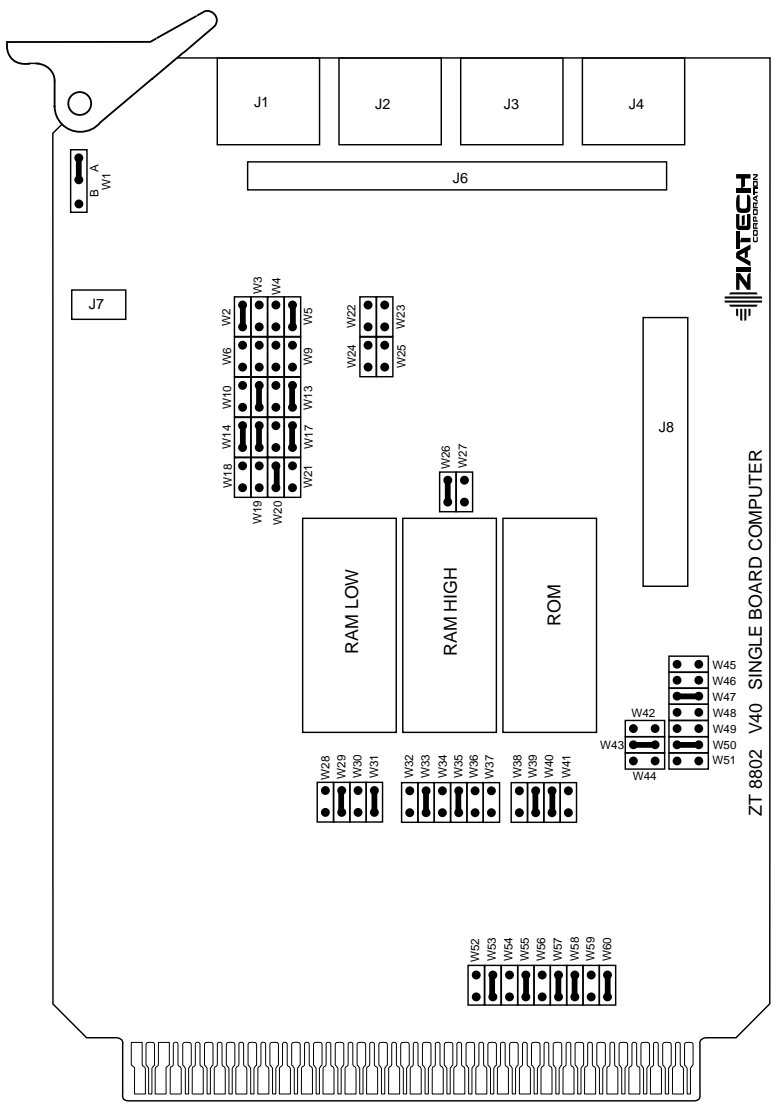 J1
J2
J3
J4
J6
A
B
W1
ZIATECH
CORPORATION
J7
W3
W4
W2
W5
W22
W23
W6
W9
W24
W25
W10
W13
W14
W17
W18
W21
W19
W20
W26
W27
J8
RAM LOW
RAM HIGH
ROM
ZT 8802 V40 SINGLE BOARD COMPUTER
W45
W46
W47
W48
W49
W50
W51
W42
W43
W44
W28
W29
W30
W31
W32
W33
W34
W35
W36
W37
W38
W39
W40
W41
W52
W53
W54
W55
W56
W57
W58
W59
W60